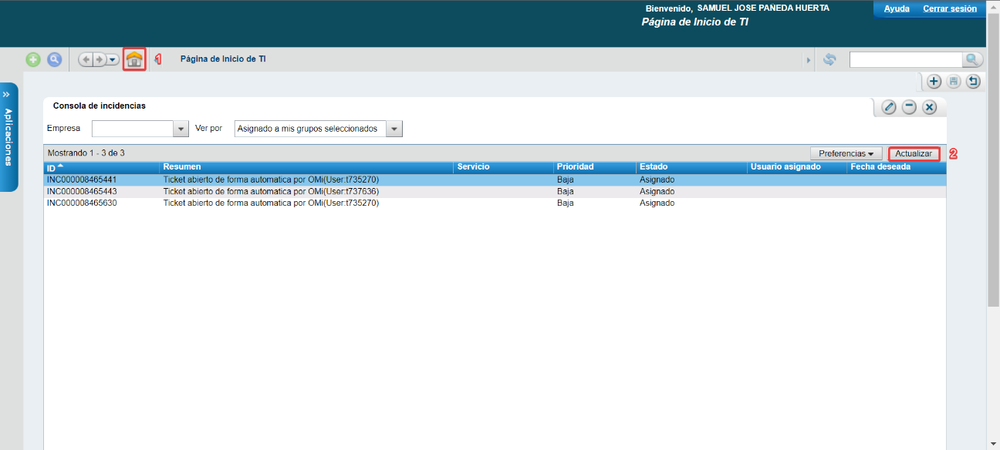 Bienvenido, SAMUEL JOSE PAÑEDA HUERTA
Ayuda Cerrar sesión
Página de Inicio de TI
1 Página de Inicio de TI
Aplicaciones
Consola de incidencias
Empresa Ver por Asignado a mis grupos seleccionados
Mostrando 1 - 3 de 3 Preferencias Actualizar 2
ID Resumen Servicio Prioridad Estado Usuario asignado Fecha deseada
INC000008465441 Ticket abierto de forma automatica por OMi(User:t735270) Baja Asignado
INC000008465443 Ticket abierto de forma automatica por OMi(User:t737636) Baja Asignado
INC000008465630 Ticket abierto de forma automatica por OMi(User:t735270) Baja Asignado